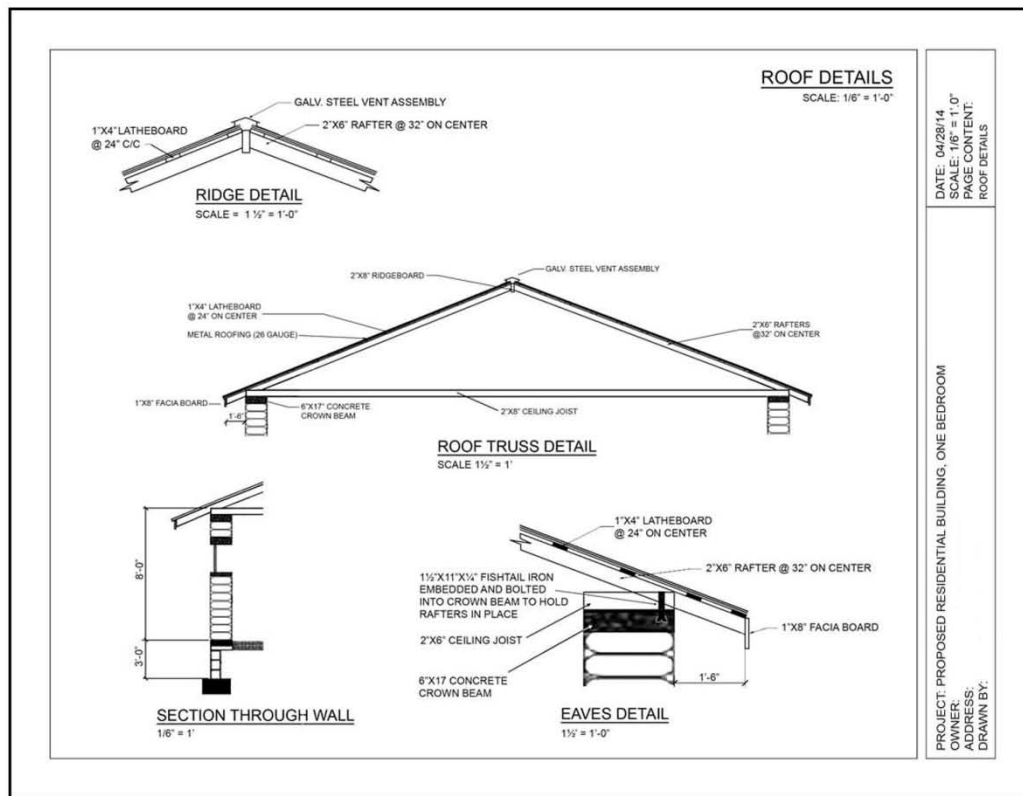 ROOF DETAILS
SCALE: 1/6" = 1'-0"
GALV. STEEL VENT ASSEMBLY
1"X4" LATHEBOARD
@ 24" C/C
2"X6" RAFTER @ 32" ON CENTER
RIDGE DETAIL
SCALE = 1 ½" = 1'-0"
2"X8" RIDGEBOARD
GALV. STEEL VENT ASSEMBLY
1"X4" LATHEBOARD
@ 24" ON CENTER
METAL ROOFING (26 GAUGE)
2"X6" RAFTERS
@32" ON CENTER
1"X8" FACIA BOARD
1'-6"
6"X17" CONCRETE
CROWN BEAM
2"X8" CEILING JOIST
ROOF TRUSS DETAIL
SCALE 1½" = 1'
8'-0"
3'-0"
SECTION THROUGH WALL
1/6" = 1'
1"X4" LATHEBOARD
@ 24" ON CENTER
2"X6" RAFTER @ 32" ON CENTER
1½"X11"X¼" FISHTAIL IRON
EMBEDDED AND BOLTED
INTO CROWN BEAM TO HOLD
RAFTERS IN PLACE
2"X6" CEILING JOIST
6"X17 CONCRETE
CROWN BEAM
1"X8" FACIA BOARD
1'-6"
EAVES DETAIL
1½' = 1'-0"
DATE: 04/28/14
SCALE: 1/6" = 1'.0"
PAGE CONTENT:
ROOF DETAILS
PROJECT: PROPOSED RESIDENTIAL BUILDING, ONE BEDROOM
OWNER:
ADDRESS:
DRAWN BY: